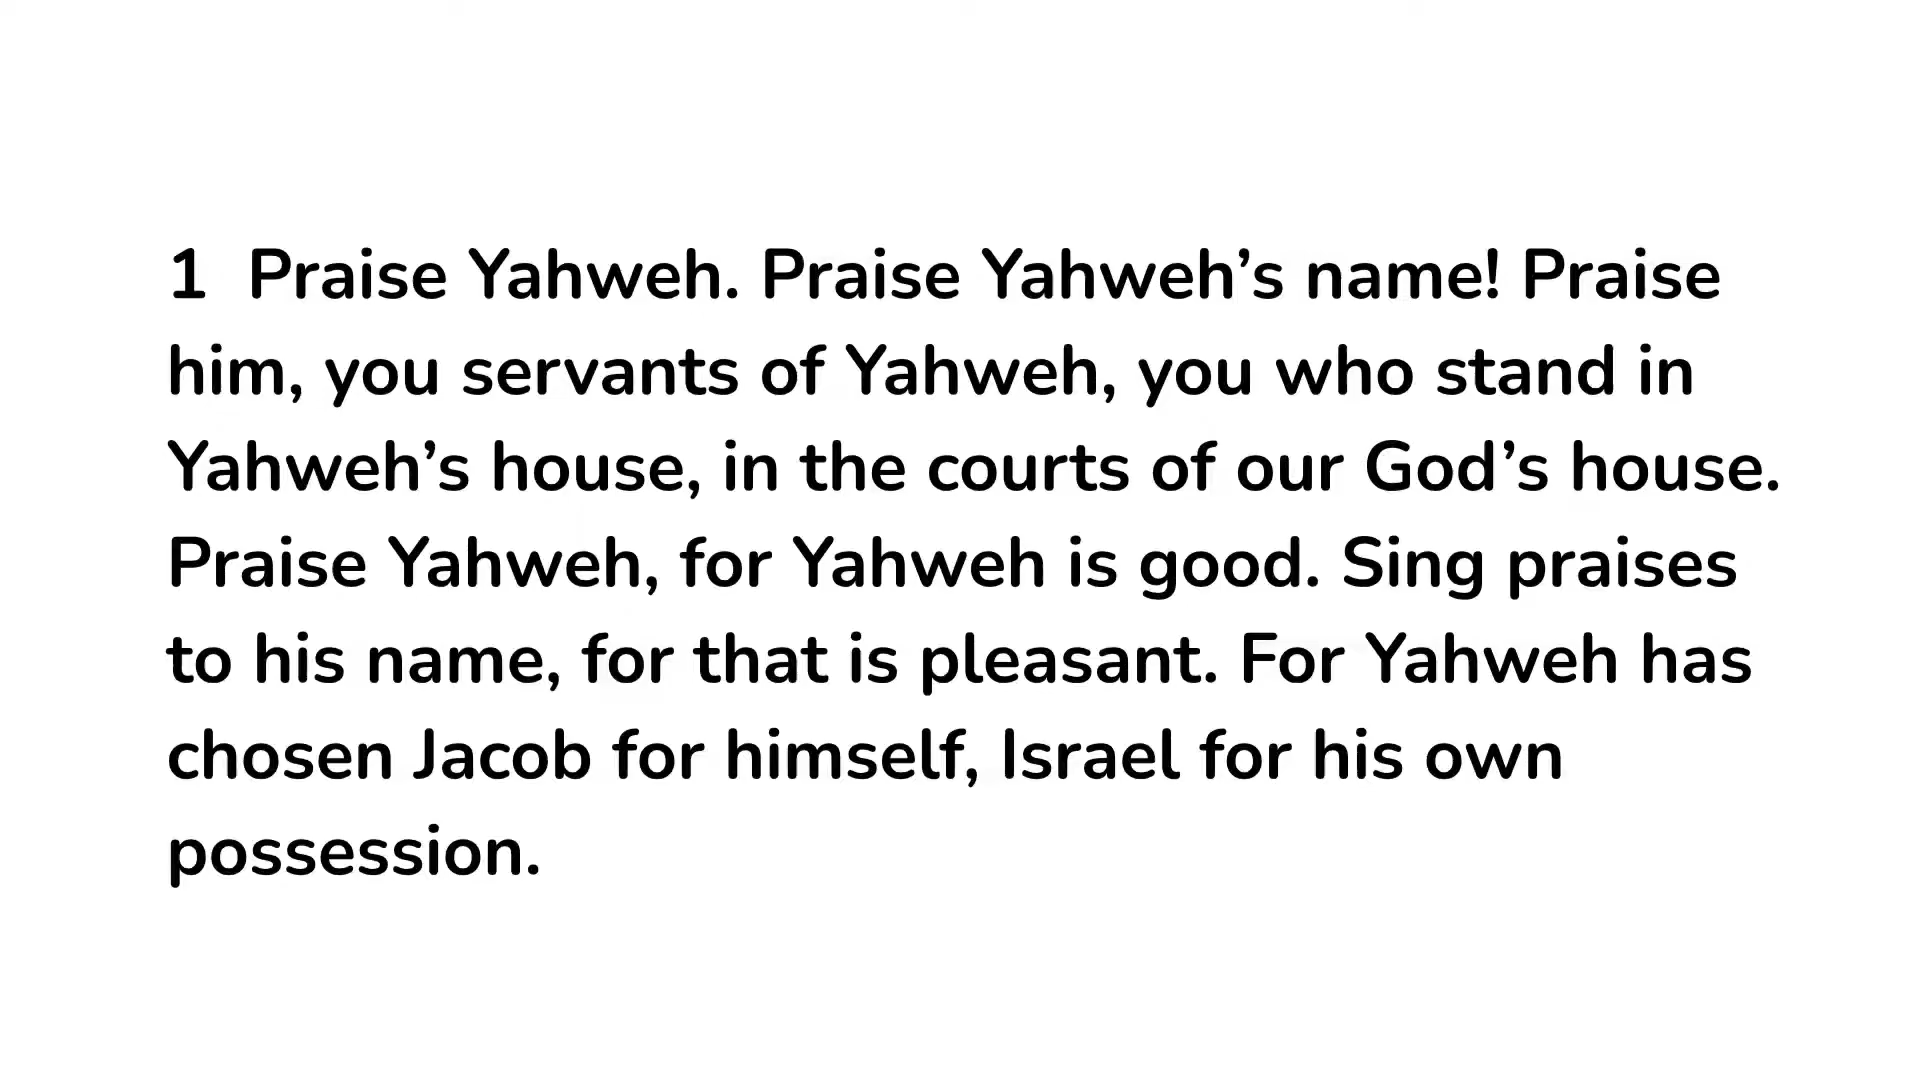 1  Praise Yahweh. Praise Yahweh’s name! Praise
him, you servants of Yahweh, you who stand in
Yahweh’s house, in the courts of our God’s house.
Praise Yahweh, for Yahweh is good. Sing praises
to his name, for that is pleasant. For Yahweh has
chosen Jacob for himself, Israel for his own
possession.